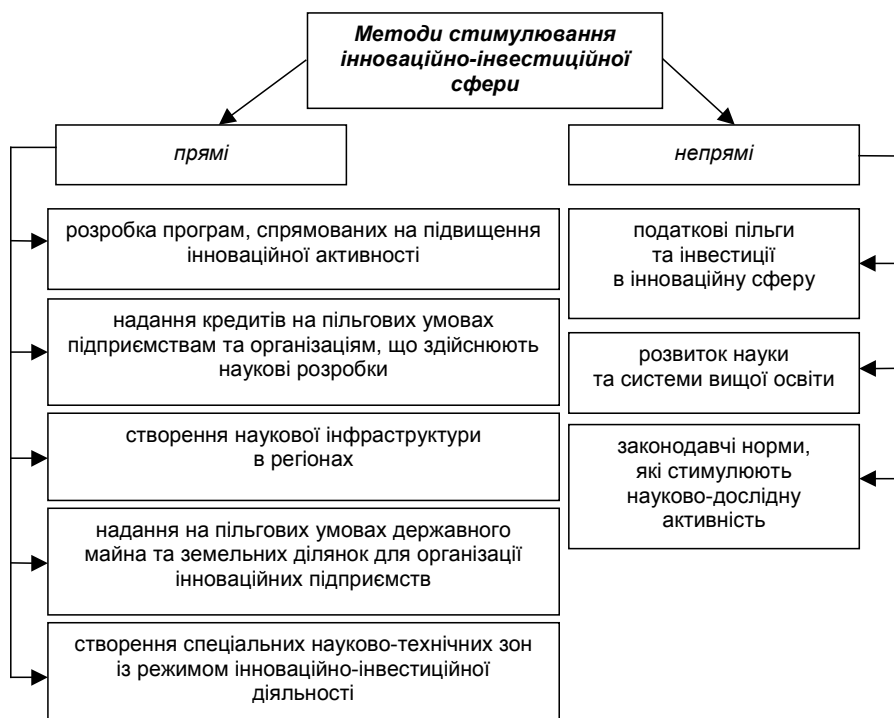 Методи стимулювання
інноваційно-інвестиційної
сфери
прямі
непрямі
розробка програм, спрямованих на підвищення
інноваційної активності
надання кредитів на пільгових умовах
підприємствам та організаціям, що здійснюють
наукові розробки
створення наукової інфраструктури
в регіонах
надання на пільгових умовах державного
майна та земельних ділянок для організації
інноваційних підприємств
створення спеціальних науково-технічних зон
із режимом інноваційно-інвестиційної
діяльності
податкові пільги
та інвестиції
в інноваційну сферу
розвиток науки
та системи вищої освіти
законодавчі норми,
які стимулюють
науково-дослідну
активність